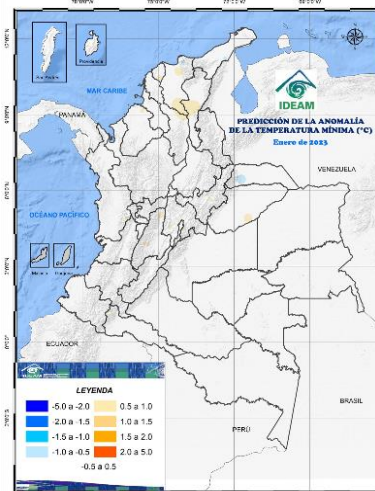 San Andrés
Providencia
MAR CARIBE
PANAMÁ
IDEAM
PREDICCIÓN DE LA ANOMALÍA
DE LA TEMPERATURA MÍNIMA (°C)
Enero de 2023
VENEZUELA
OCÉANO PACÍFICO
Malpelo
ECUADOR
BRASIL
PERÚ
LEYENDA
-5.0 a -2.0 0.5 a 1.0
-2.0 a -1.5 1.0 a 1.5
-1.5 a -1.0 1.5 a 2.0
-1.0 a -0.5 2.0 a 5.0
-0.5 a 0.5